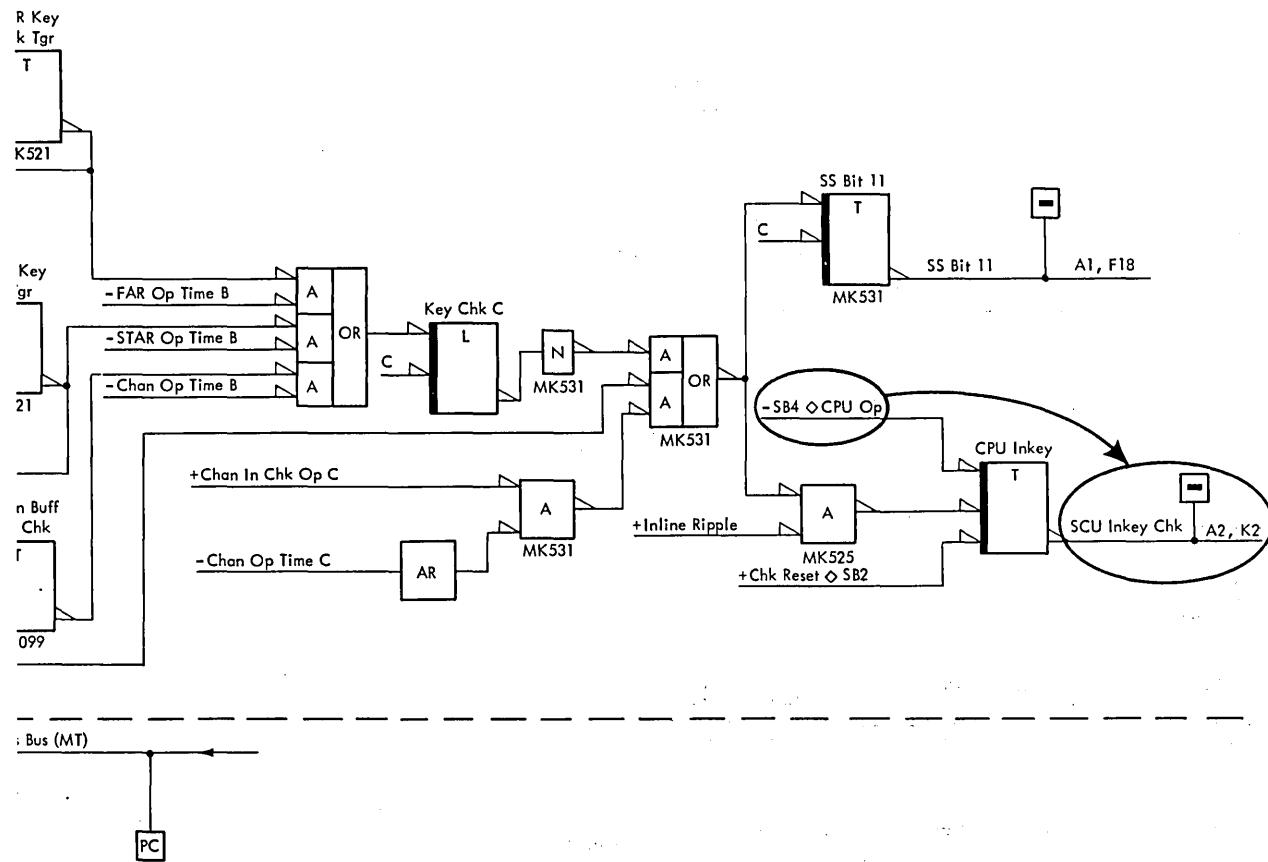 R Key
k Tgr
T
K521
SS Bit 11
T
C
MK531
SS Bit 11
A1, F18
Key
gr
21
-FAR Op Time B
-STAR Op Time B
-Chan Op Time B
A
A
A
OR
Key Chk C
L
C
N
MK531
A
A
OR
MK531
-SB4 ◇ CPU Op
CPU Inkey
T
+Chan In Chk Op C
A
MK531
-Chan Op Time C
AR
+Inline Ripple
A
MK525
+Chk Reset ◇ SB2
SCU Inkey Chk
A2, K2
n Buff
Chk
T
099
s Bus (MT)
PC